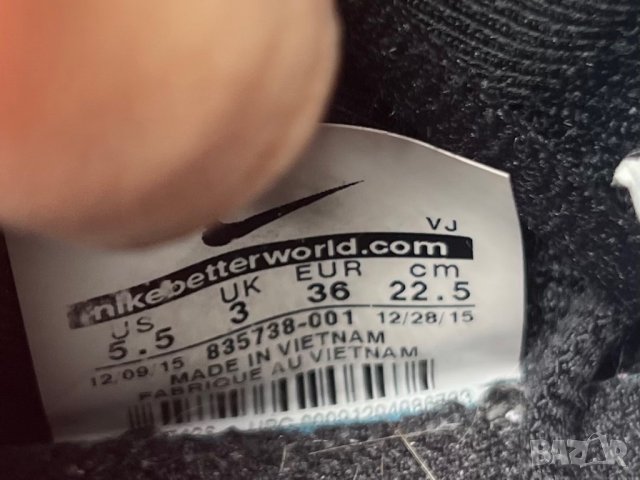 VJ
nikebetterworld.com
US UK EUR cm
5.5 3 36 22.5
12/09/15 835738-001 12/28/15
MADE IN VIETNAM
FABRIQUE AU VIETNAM
BAZAR